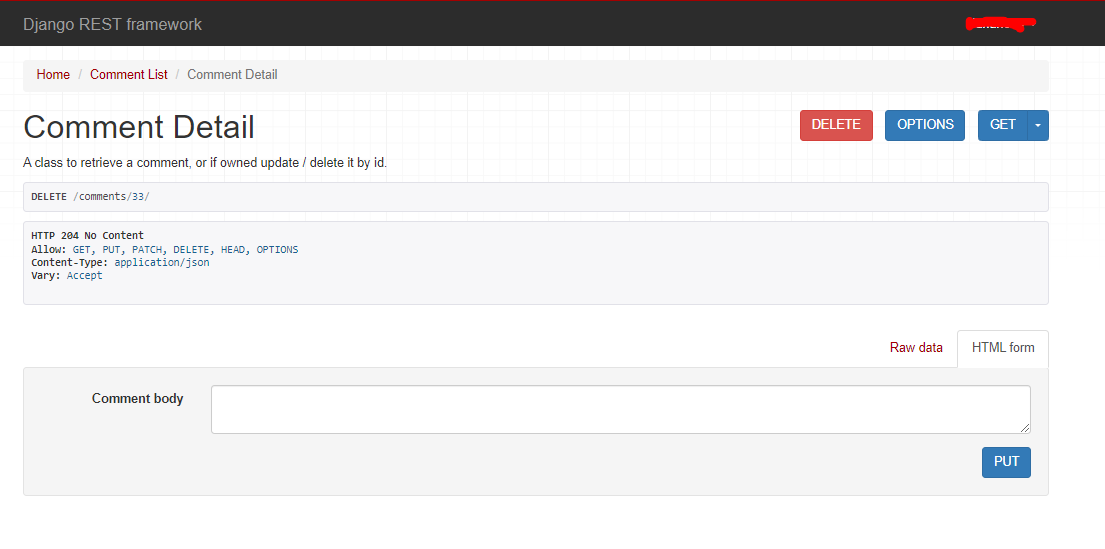 Django REST framework
Home / Comment List / Comment Detail
Comment Detail
DELETE OPTIONS GET
A class to retrieve a comment, or if owned update / delete it by id.
DELETE /comments/33/
HTTP 204 No Content
Allow: GET, PUT, PATCH, DELETE, HEAD, OPTIONS
Content-Type: application/json
Vary: Accept
Raw data HTML form
Comment body
PUT